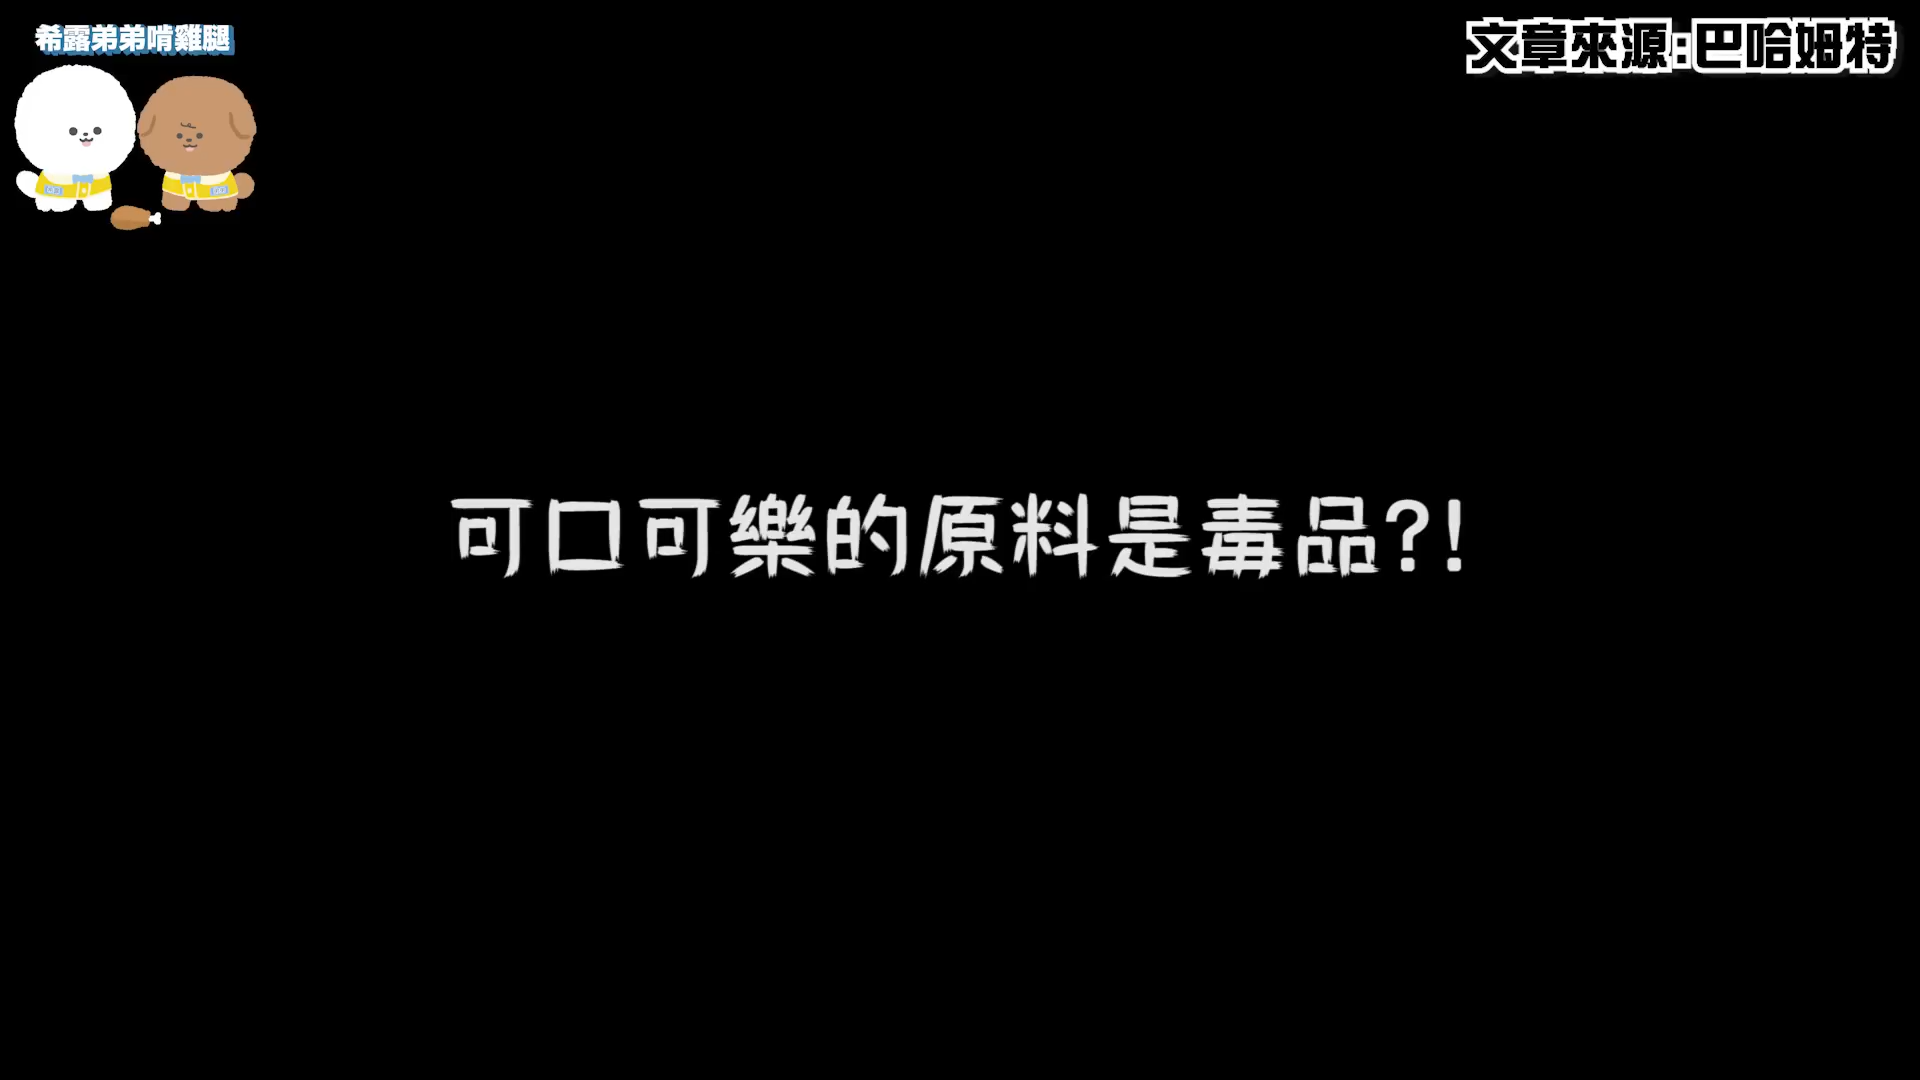 希露弟弟啃雞腿
文章來源:巴哈姆特
可口可樂的原料是毒品?!